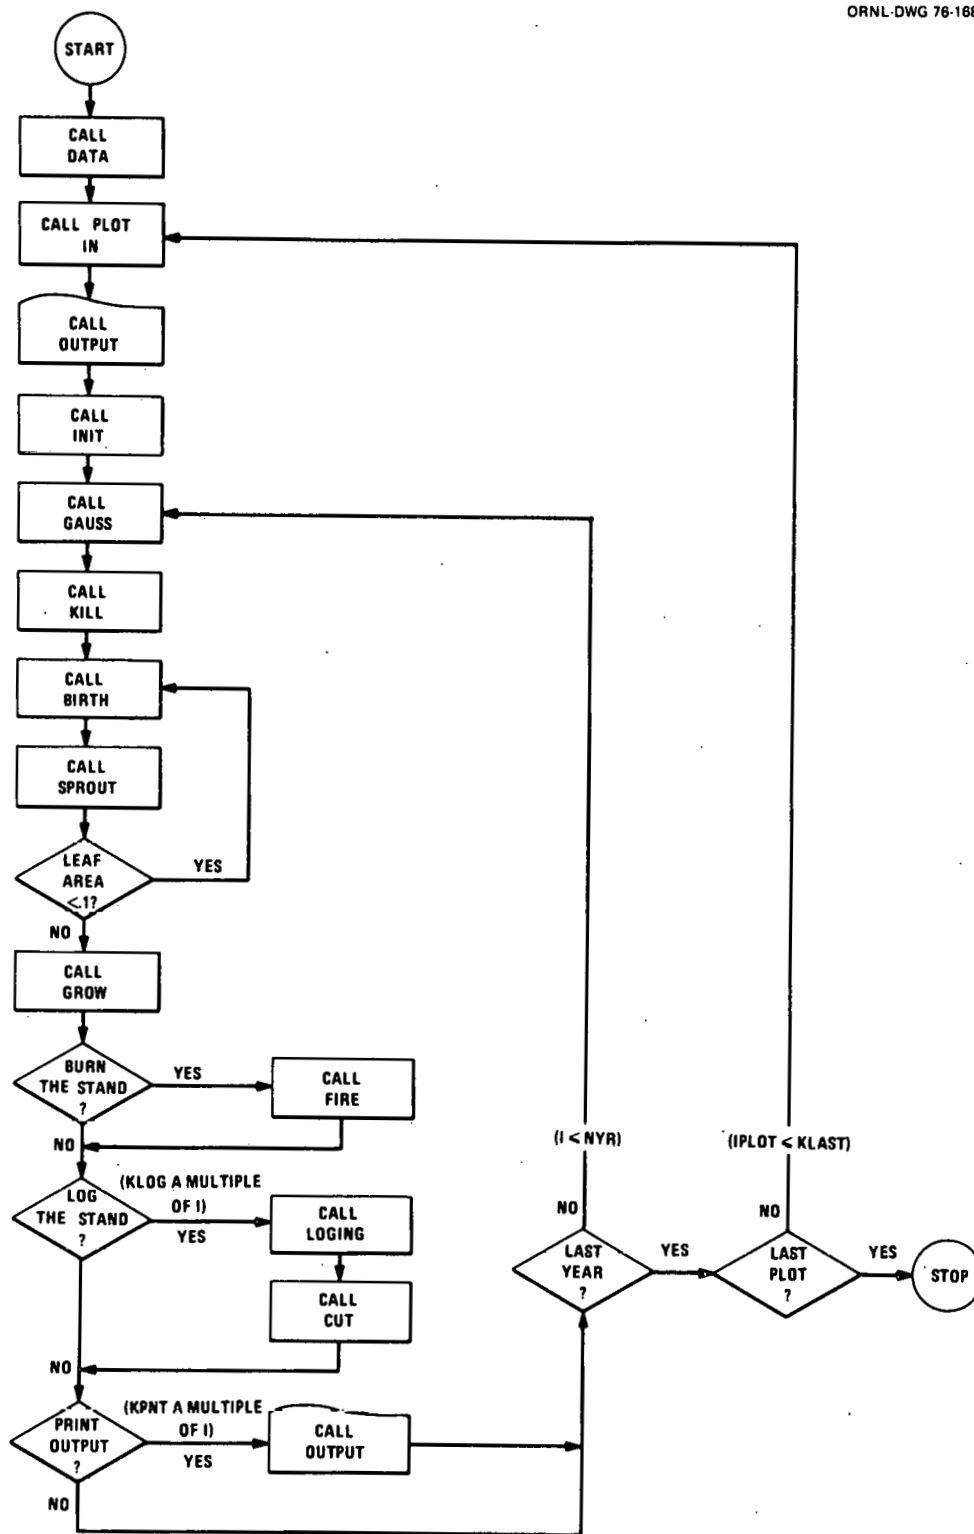 ORNL-DWG 76-168
START
CALL
DATA
CALL PLOT
IN
CALL
OUTPUT
CALL
INIT
CALL
GAUSS
CALL
KILL
CALL
BIRTH
CALL
SPROUT
LEAF
AREA
<.1?
YES
NO
CALL
GROW
BURN
THE STAND
?
YES
CALL
FIRE
NO
LOG
THE STAND
?
(KLOG A MULTIPLE
OF I)
YES
CALL
LOGING
CALL
CUT
NO
PRINT
OUTPUT
?
(KPNT A MULTIPLE
OF I)
YES
CALL
OUTPUT
NO
(I ⩽ NYR)
NO
LAST
YEAR
?
YES
(IPLOT ⩽ KLAST)
NO
LAST
PLOT
?
YES
STOP